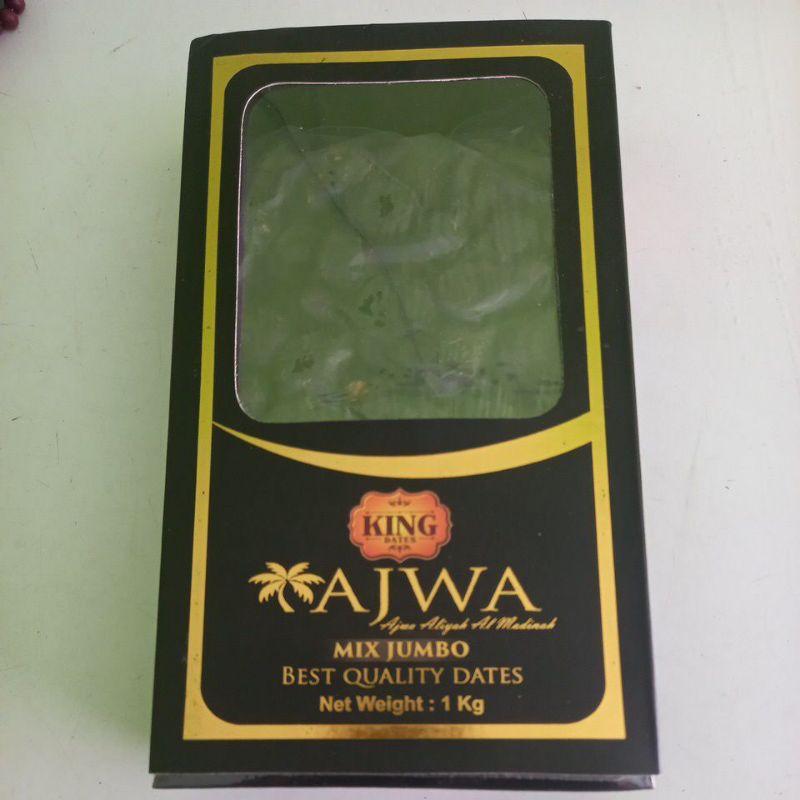 KING
DATES
AJWA
Ajwa Aliyah Al Madinah
MIX JUMBO
BEST QUALITY DATES
Net Weight : 1 Kg